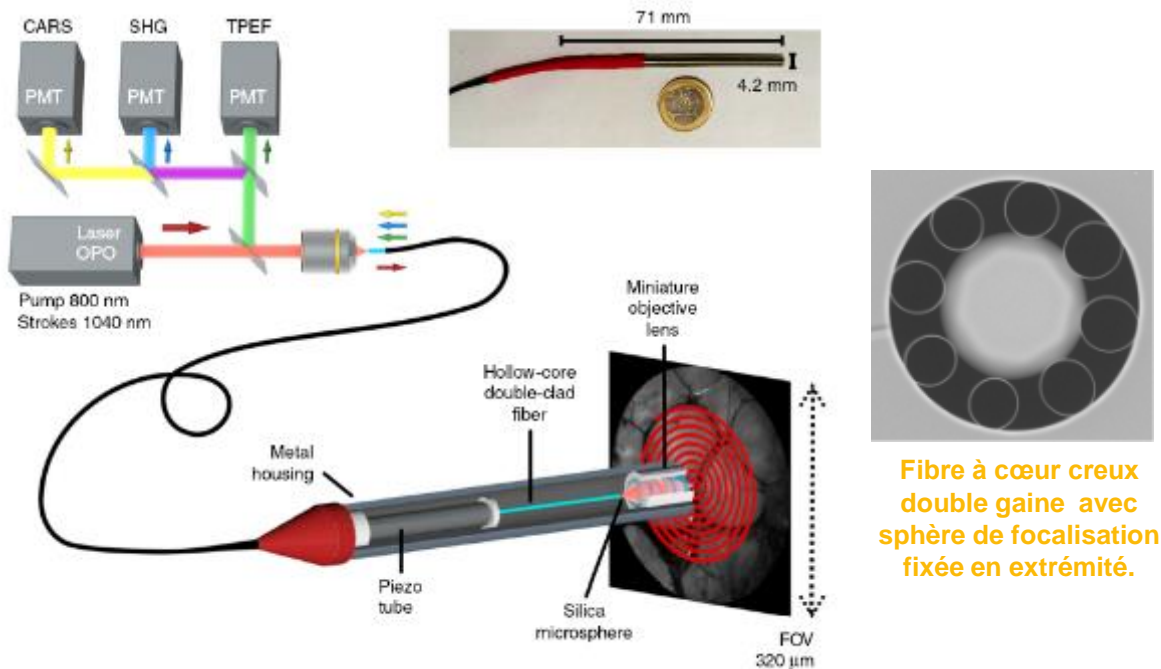 CARS SHG TPEF
PMT PMT PMT
71 mm
4.2 mm
Laser
OPO
Pump 800 nm
Strokes 1040 nm
Miniature
objective
lens
Hollow-core
double-clad
fiber
Metal
housing
Piezo
tube
Silica
microsphere
FOV
320 µm
Fibre à cœur creux
double gaine avec
sphère de focalisation
fixée en extrémité.